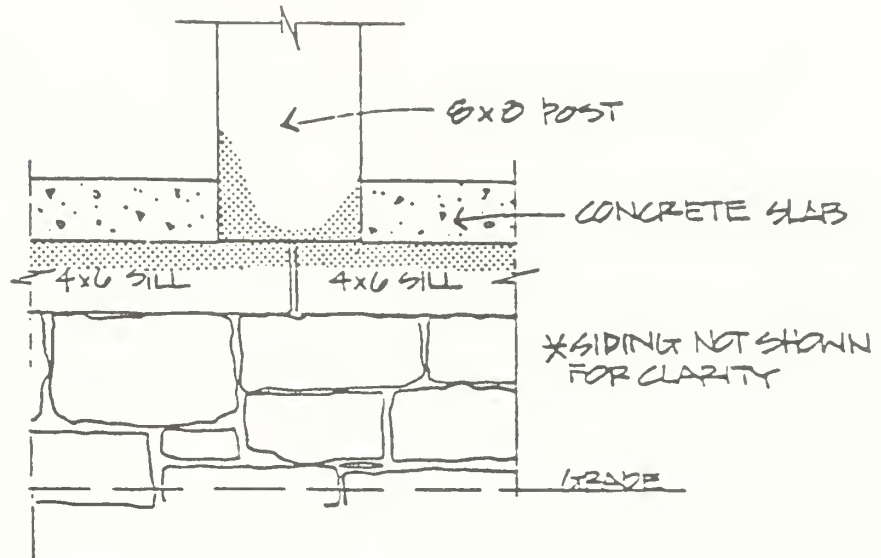 8x8 POST
CONCRETE SLAB
4x6 SILL 4x6 SILL
*SIDING NOT SHOWN
FOR CLARITY
GRADE